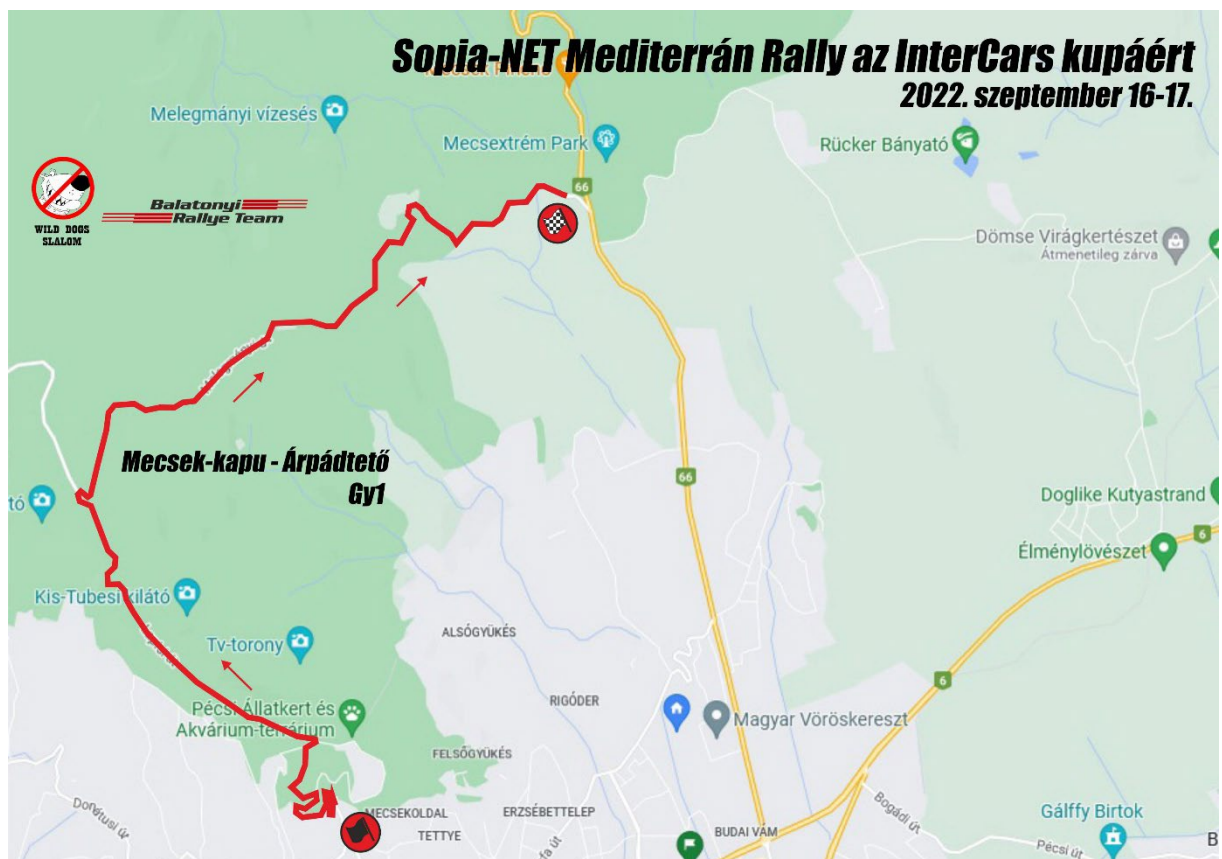 Sopia-NET Mediterrán Rally az InterCars kupáért
2022. szeptember 16-17.
Melegmányi vízesés
Mecsextrém Park
66
Rücker Bányató
WILD DOGS
SLALOM
Balatonyi
Rallye Team
Dömse Virágkertészet
Átmenetileg zárva
Mecsek-kapu - Árpádtető
Gy1
66
tó
Doglike Kutyastrand
6
Élménylövészet
Kis-Tubesi kilátó
Tv-torony
ALSÓGYÜKÉS
6
RIGÓDER
Pécsi Állatkert és
Akvárium-terrárium
Magyar Vöröskereszt
FELSŐGYÜKÉS
Donátusi út
MECSEKOLDAL
ERZSÉBETTELEP
TETTYE
BUDAI VÁM
Bogádi út
Gálffy Birtok
Pécsi út
B